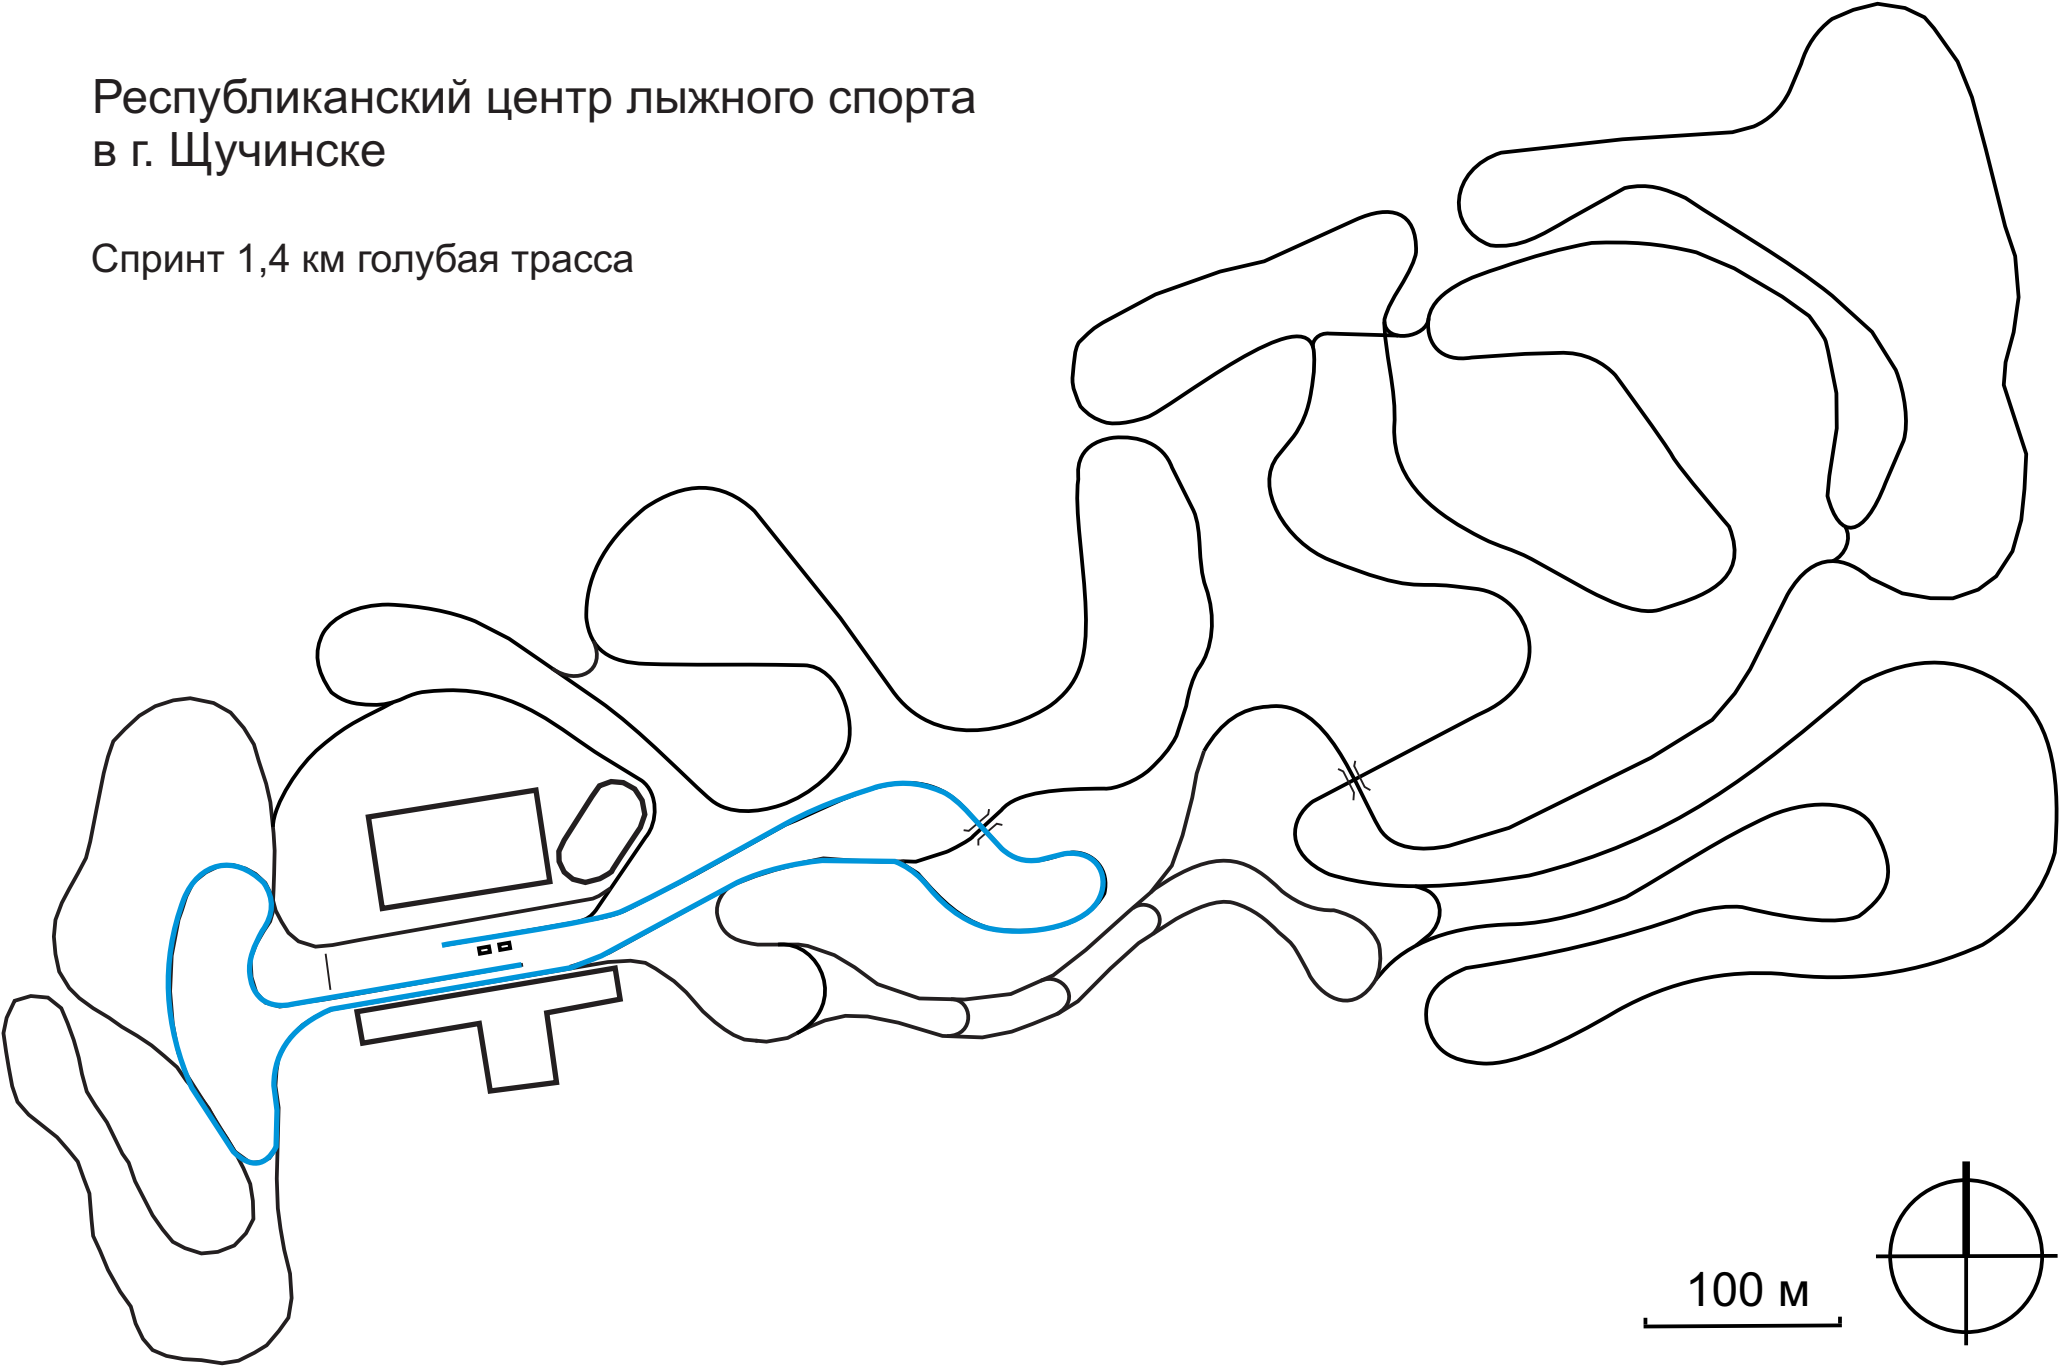 Республиканский центр лыжного спорта
в г. Щучинске
Спринт 1,4 км голубая трасса
100 м